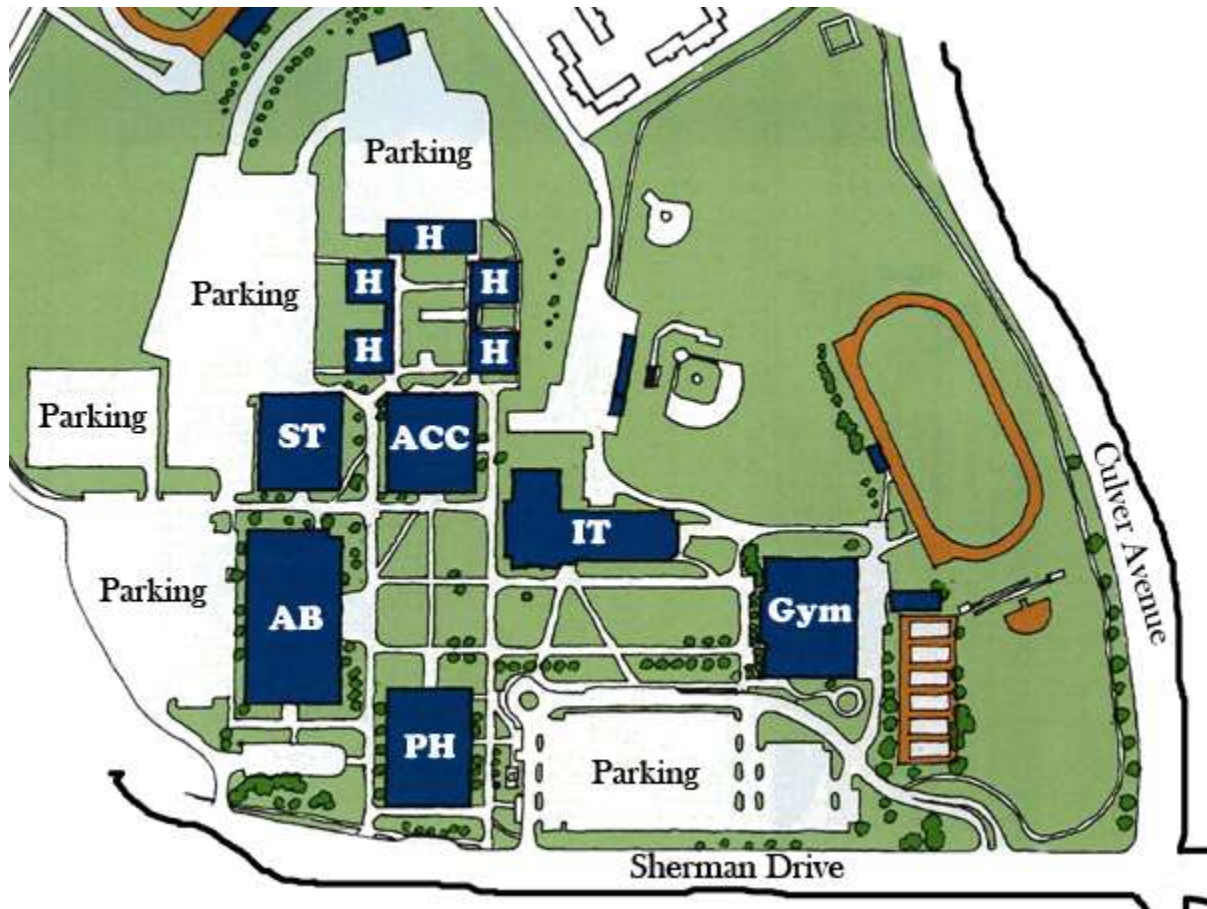 Parking
H
Parking
H
H
H
H
Parking
ST
ACC
Culver Avenue
IT
Parking
AB
Gym
PH
Parking
Sherman Drive